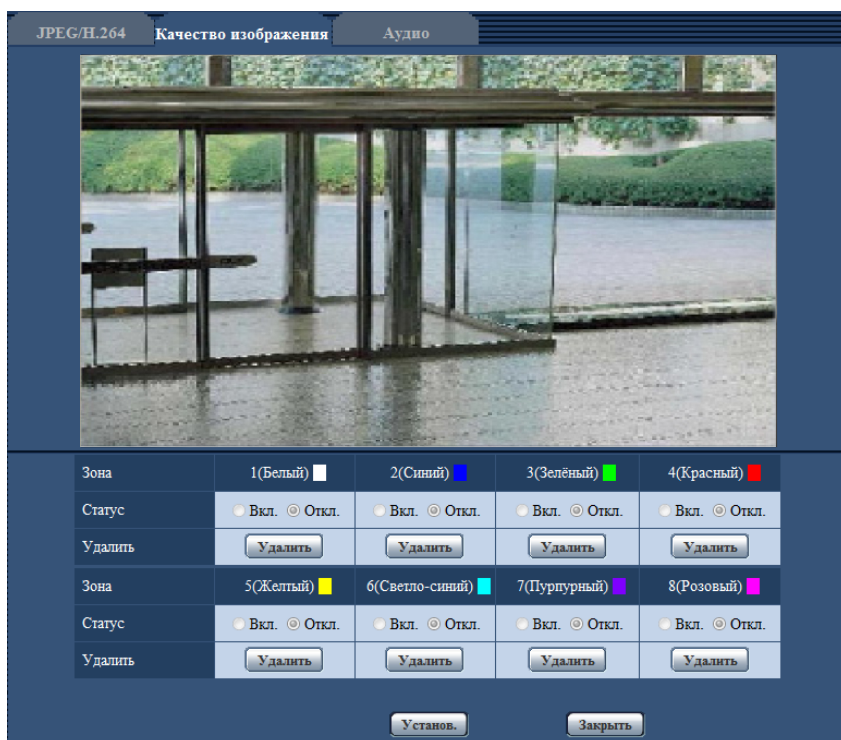 JPEG/H.264 Качество изображения Аудио
Зона 1(Белый) 2(Синий) 3(Зелёный) 4(Красный)
Статус Вкл. Откл. Вкл. Откл. Вкл. Откл. Вкл. Откл.
Удалить Удалить Удалить Удалить Удалить
Зона 5(Желтый) 6(Светло-синий) 7(Пурпурный) 8(Розовый)
Статус Вкл. Откл. Вкл. Откл. Вкл. Откл. Вкл. Откл.
Удалить Удалить Удалить Удалить Удалить
Установ. Закрыть